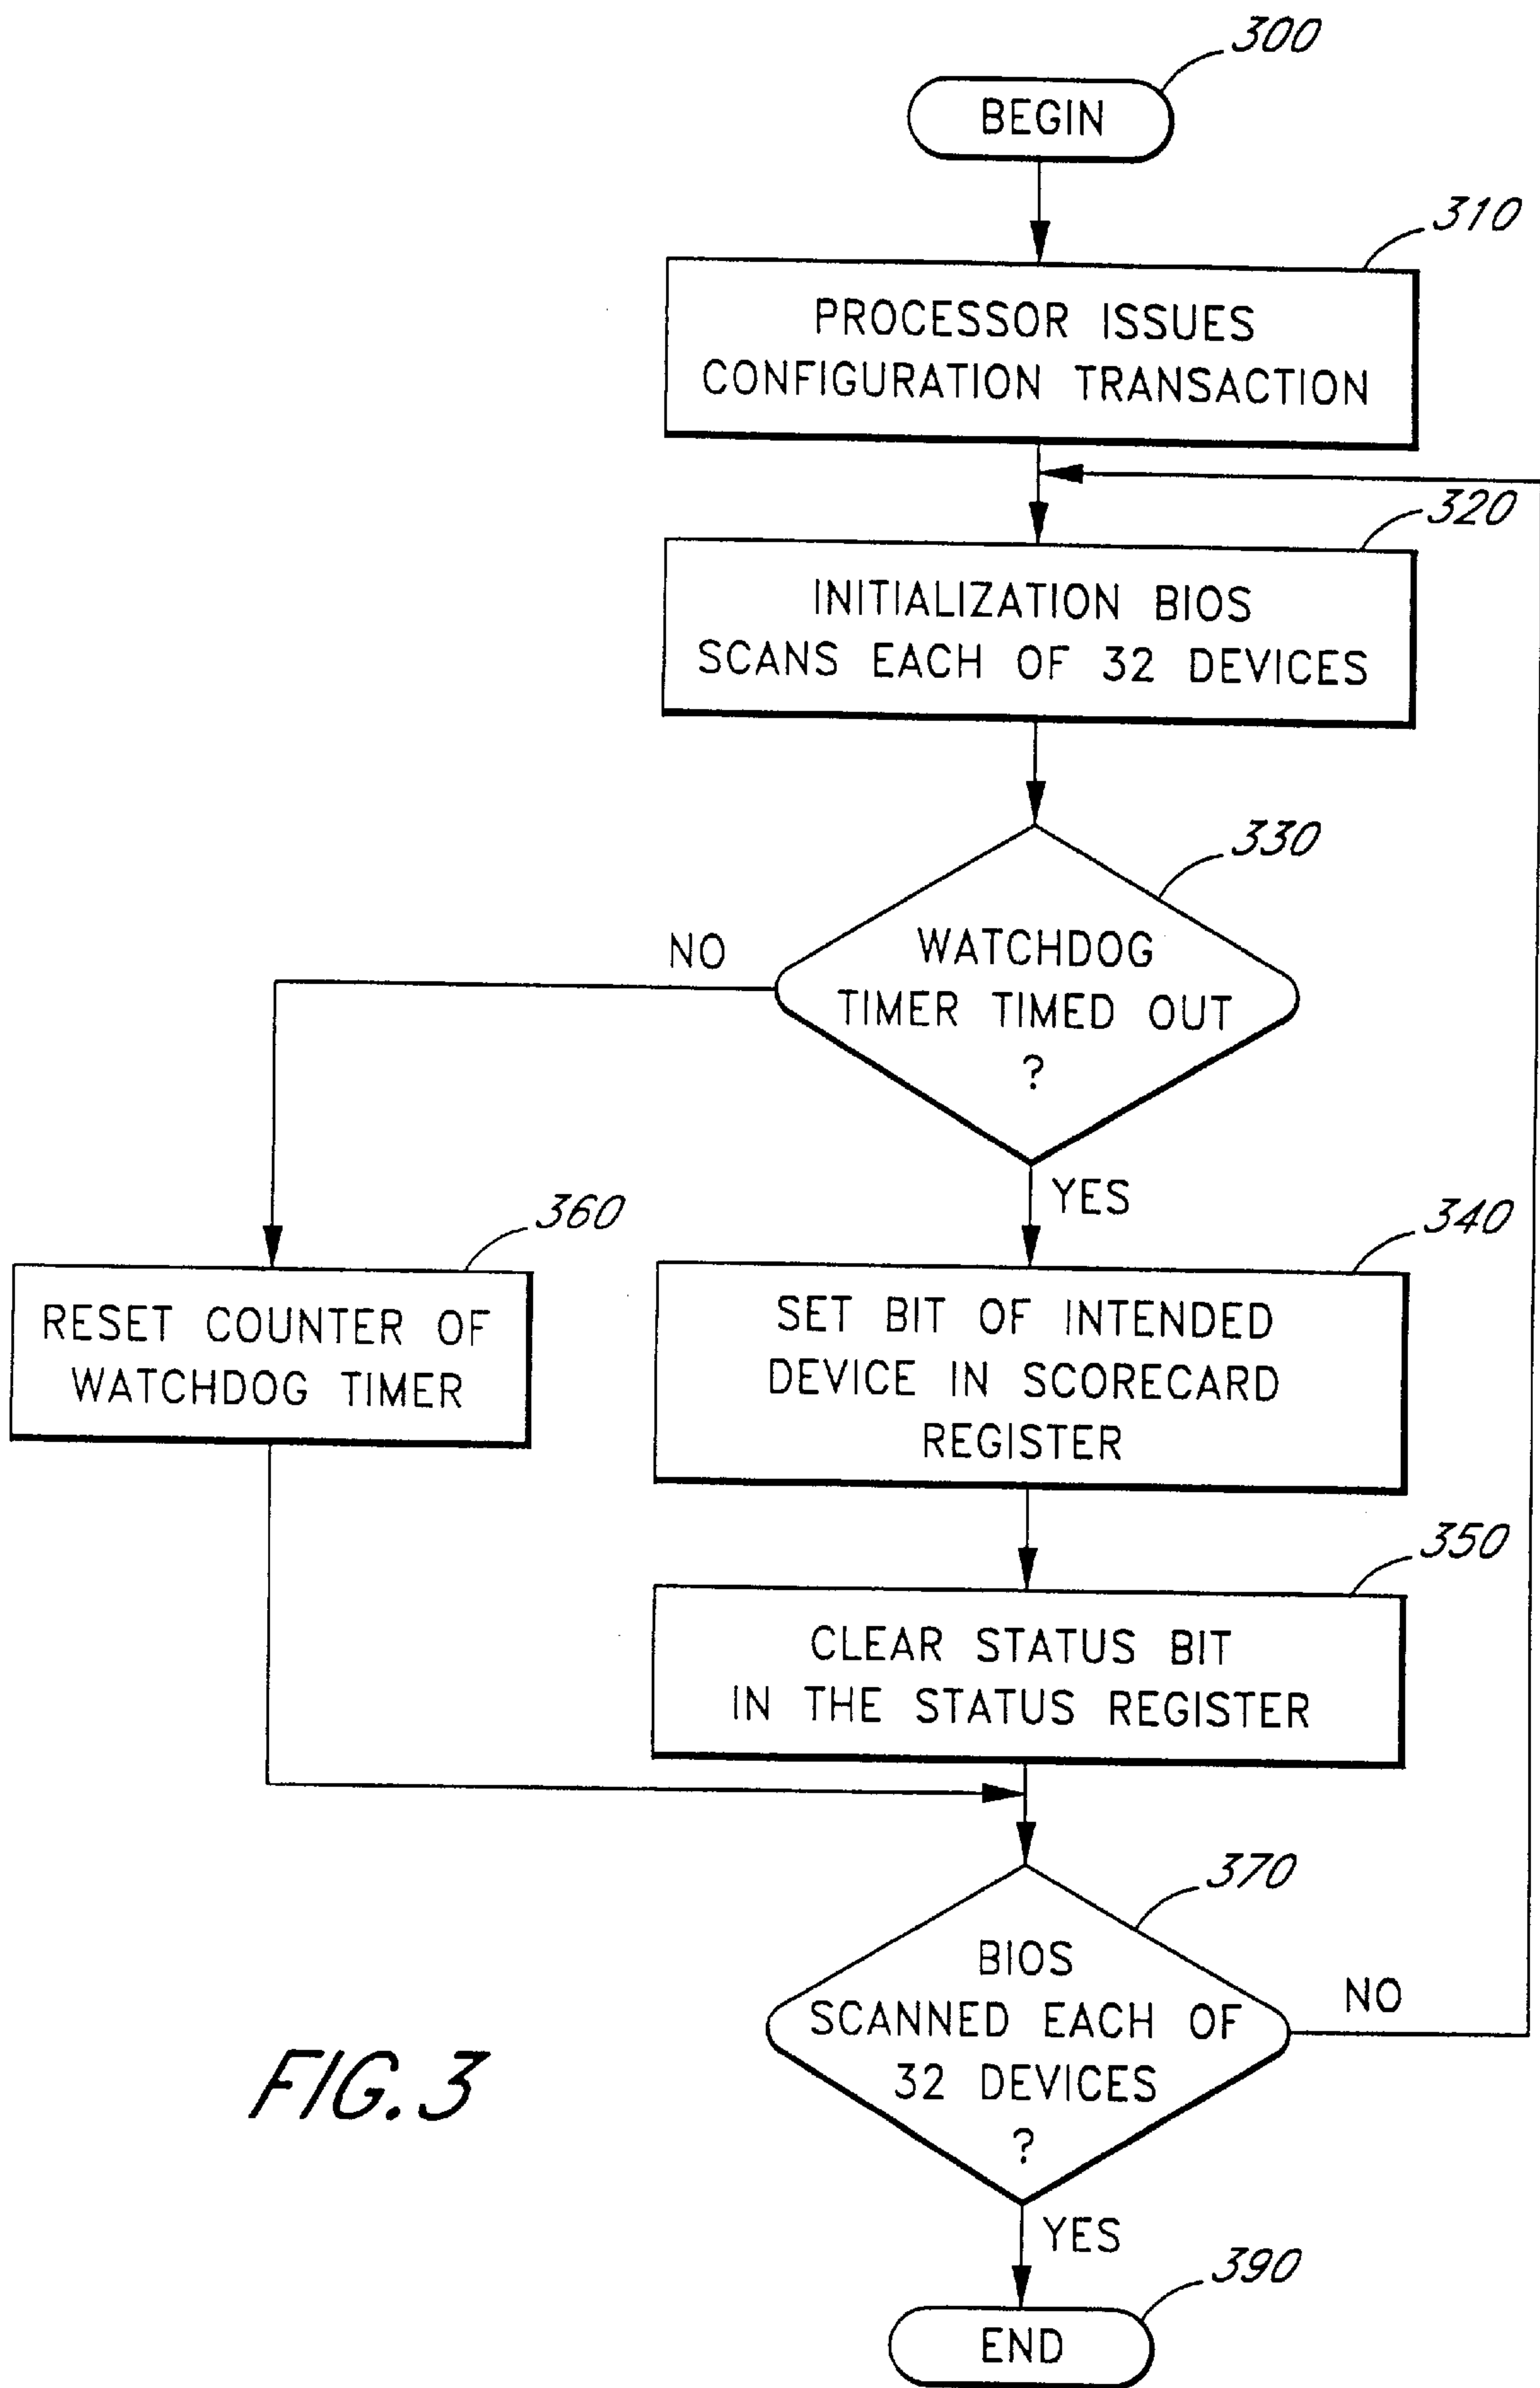 300
BEGIN
310
PROCESSOR ISSUES
CONFIGURATION TRANSACTION
320
INITIALIZATION BIOS
SCANS EACH OF 32 DEVICES
330
WATCHDOG
TIMER TIMED OUT
?
NO
YES
360
RESET COUNTER OF
WATCHDOG TIMER
340
SET BIT OF INTENDED
DEVICE IN SCORECARD
REGISTER
350
CLEAR STATUS BIT
IN THE STATUS REGISTER
370
BIOS
SCANNED EACH OF
32 DEVICES
?
NO
YES
390
END
FIG. 3